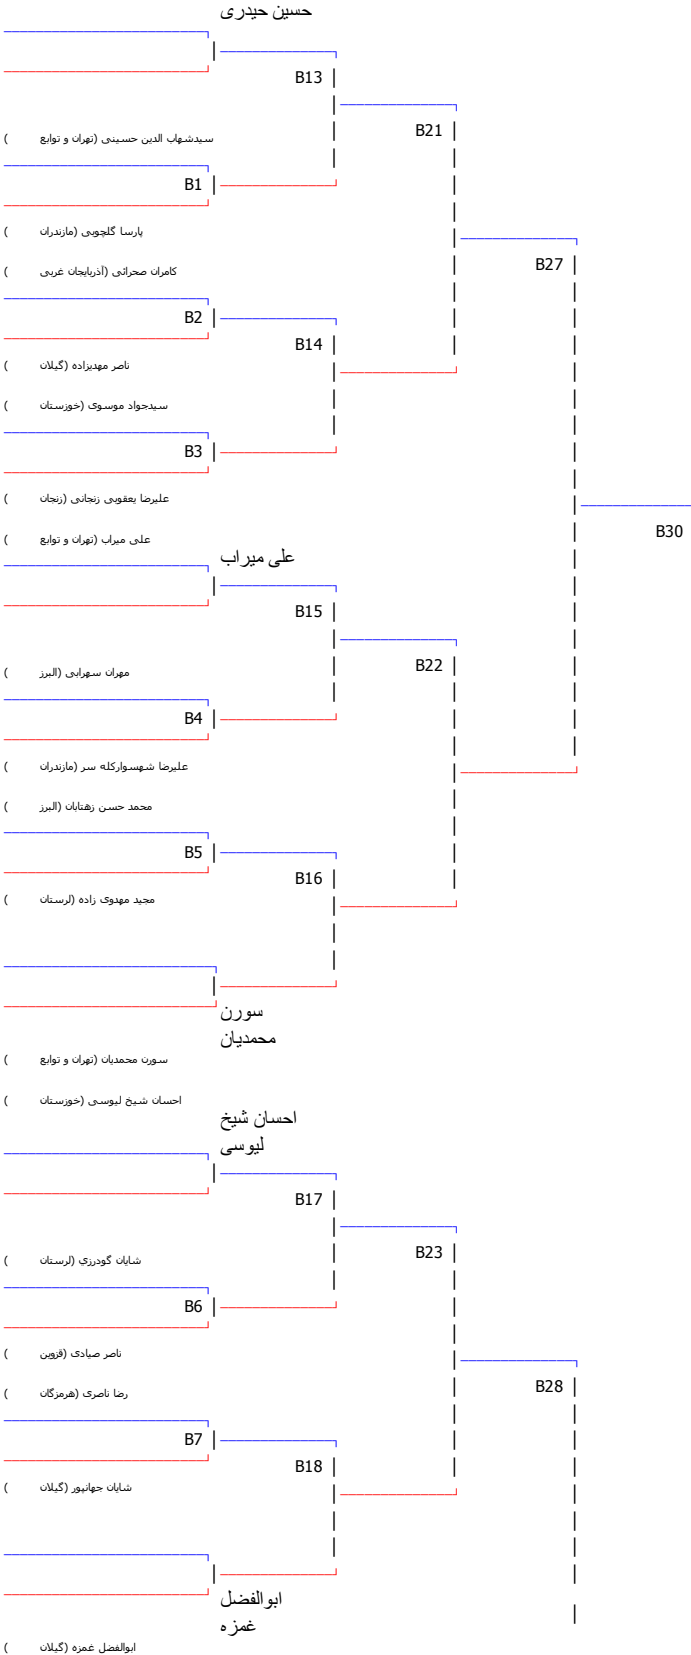 حسین حیدری
B13
B21
سیدشهاب الدین حسینی (تهران و توابع )
B1
پارسا گلچوبی (مازندران )
B27
کامران صحرائی (آذربایجان غربی )
B2
B14
ناصر مهدیزاده (گیلان )
سیدجواد موسوی (خوزستان )
B3
علیرضا یعقوبی زنجانی (زنجان )
B30
علی میراب (تهران و توابع )
علی میراب
B15
B22
مهران سهرابی (البرز )
B4
علیرضا شهسوارکله سر (مازندران )
محمد حسن زهتابان (البرز )
B5
B16
مجید مهدوی زاده (لرستان )
سورن
محمدیان
سورن محمدیان (تهران و توابع )
احسان شیخ لیوسی (خوزستان )
احسان شیخ
لیوسی
B17
B23
شایان گودرزي (لرستان )
B6
ناصر صیادی (قزوین )
B28
رضا ناصری (هرمزگان )
B7
B18
شایان جهانپور (گیلان )
ابوالفضل
غمزه
ابوالفضل غمزه (گیلان )